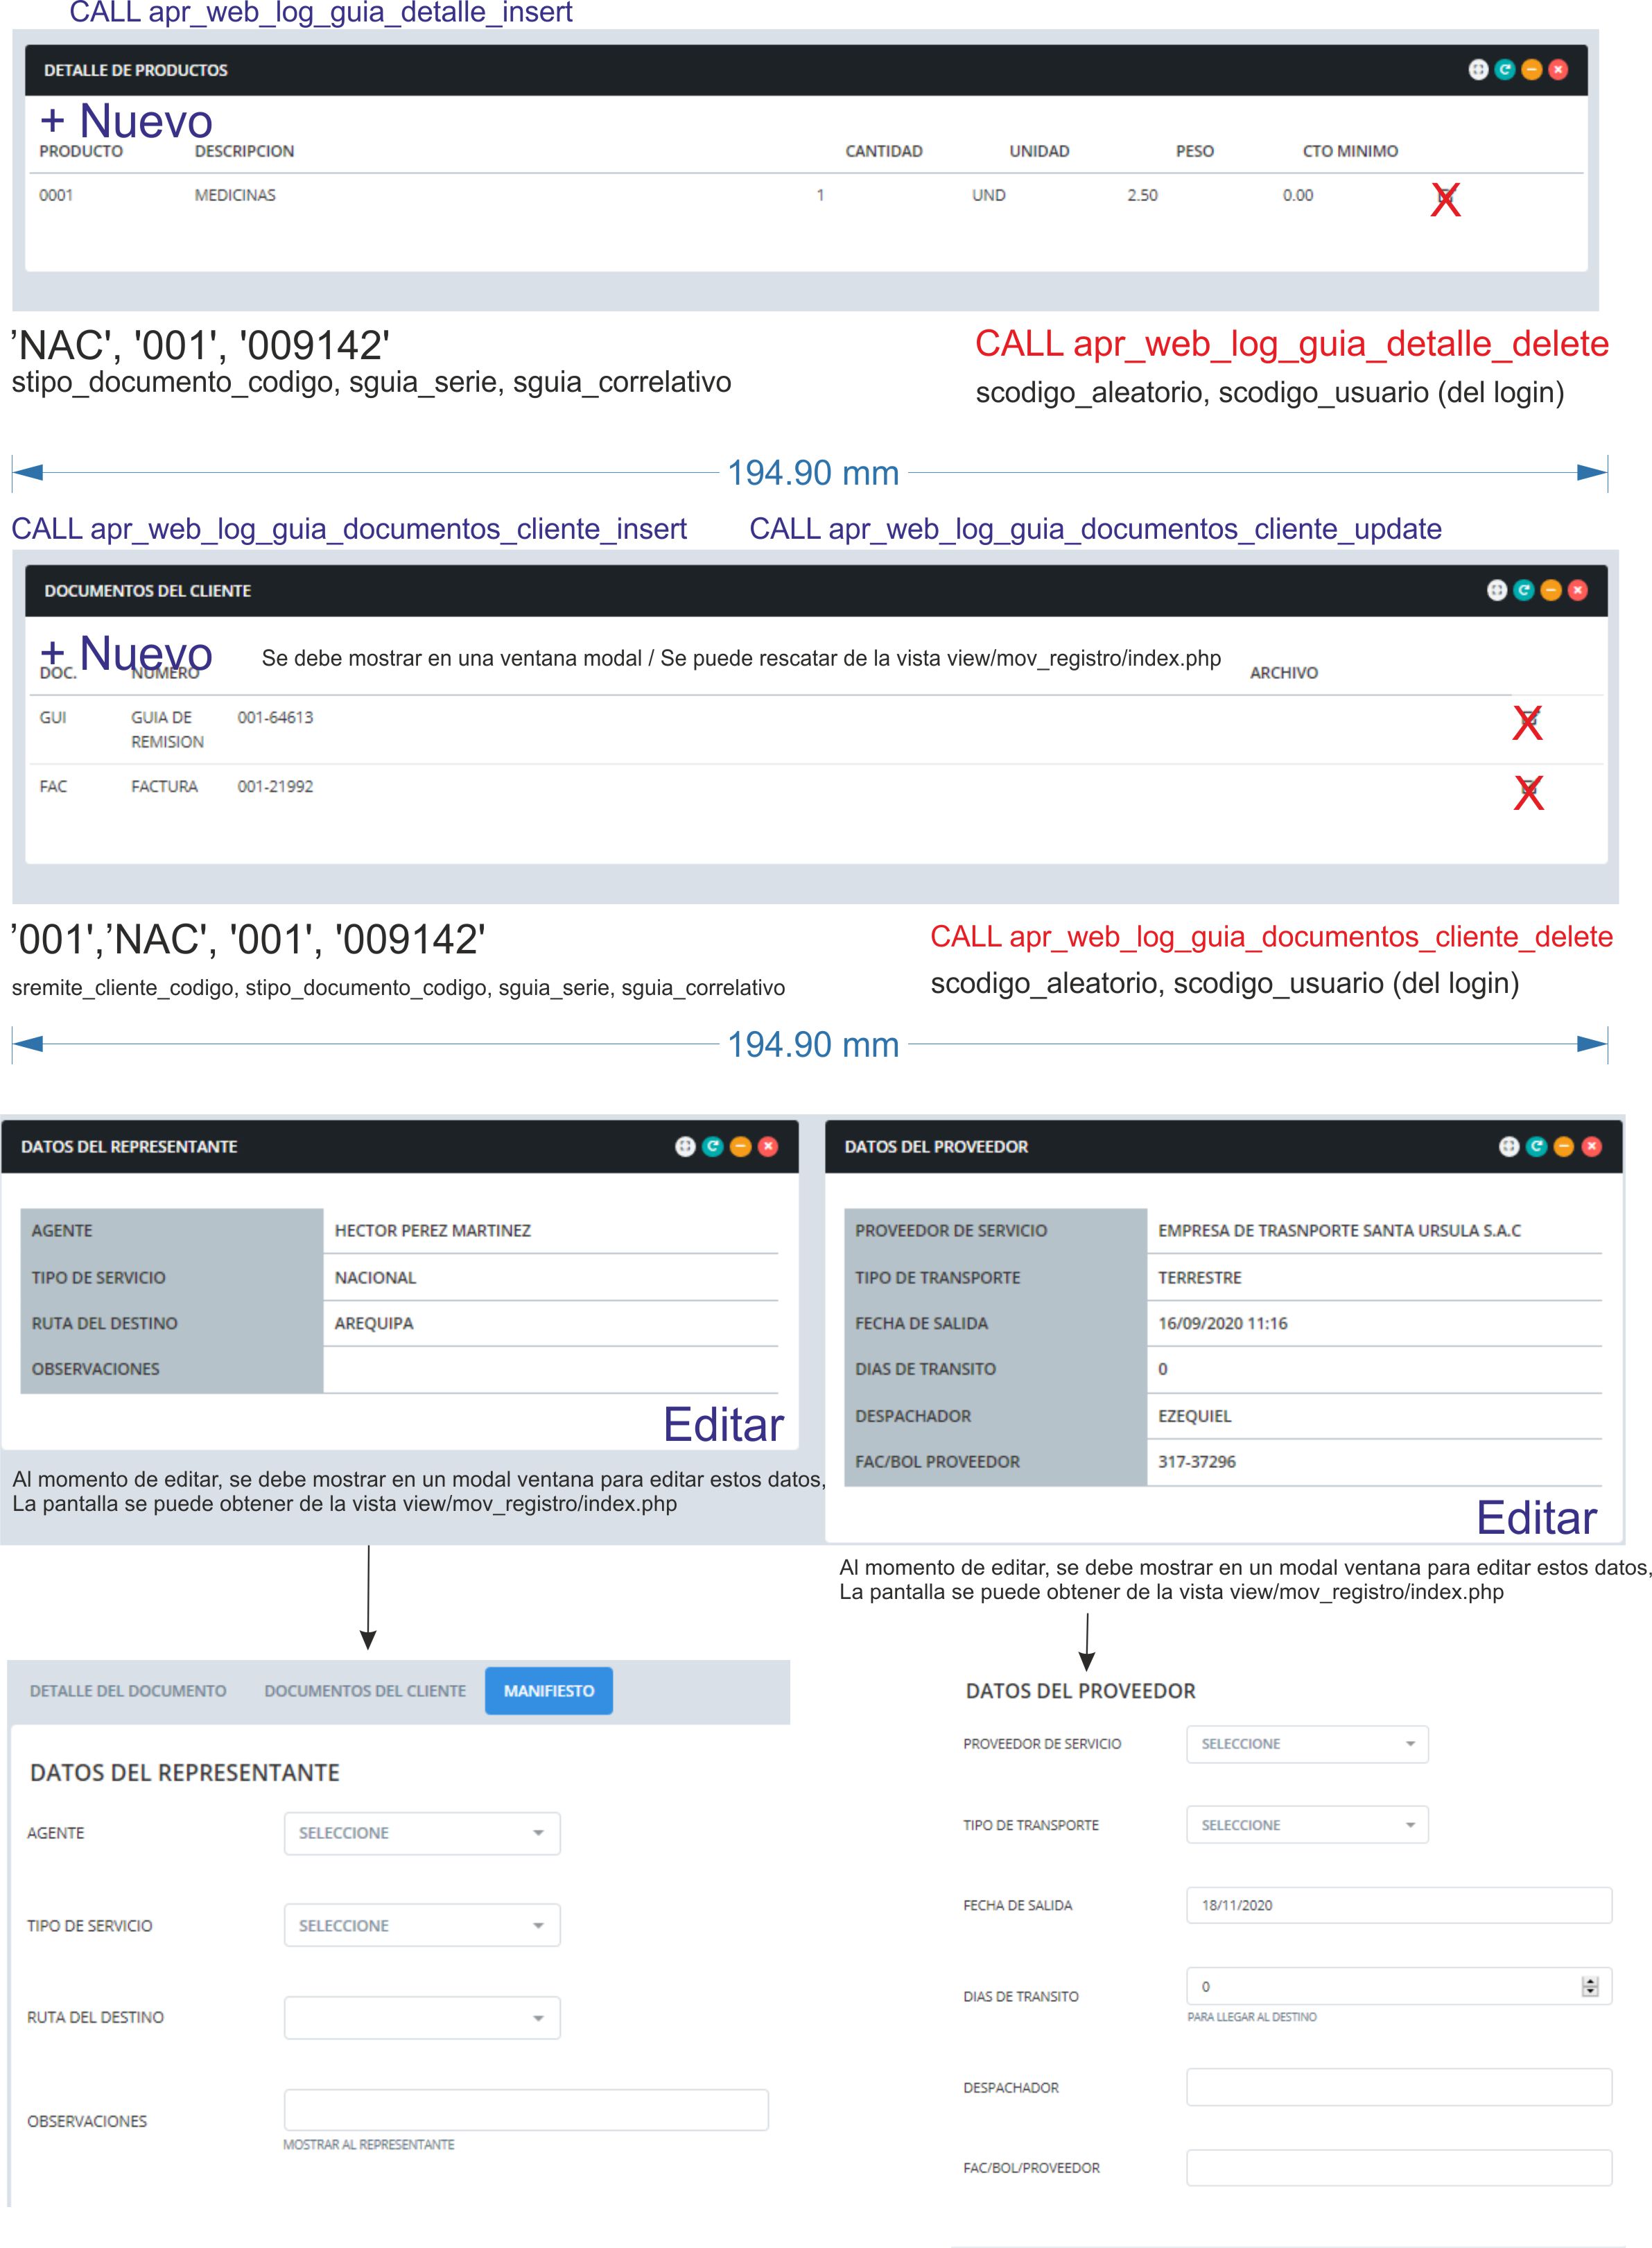 CALL apr_web_log_guia_detalle_insert
DETALLE DE PRODUCTOS
+ Nuevo
PRODUCTO DESCRIPCION CANTIDAD UNIDAD PESO CTO MINIMO
0001 MEDICINAS 1 UND 2.50 0.00 X
’NAC', '001', '009142'
stipo_documento_codigo, sguia_serie, sguia_correlativo
CALL apr_web_log_guia_detalle_delete
scodigo_aleatorio, scodigo_usuario (del login)
194.90 mm
CALL apr_web_log_guia_documentos_cliente_insert CALL apr_web_log_guia_documentos_cliente_update
DOCUMENTOS DEL CLIENTE
+ Nuevo Se debe mostrar en una ventana modal / Se puede rescatar de la vista view/mov_registro/index.php
DOC. NUMERO ARCHIVO
GUI GUIA DE 001-64613 X
REMISION
FAC FACTURA 001-21992 X
’001','NAC', '001', '009142'
sremite_cliente_codigo, stipo_documento_codigo, sguia_serie, sguia_correlativo
CALL apr_web_log_guia_documentos_cliente_delete
scodigo_aleatorio, scodigo_usuario (del login)
194.90 mm
DATOS DEL REPRESENTANTE
AGENTE HECTOR PEREZ MARTINEZ
TIPO DE SERVICIO NACIONAL
RUTA DEL DESTINO AREQUIPA
OBSERVACIONES
Editar
Al momento de editar, se debe mostrar en un modal ventana para editar estos datos,
La pantalla se puede obtener de la vista view/mov_registro/index.php
DATOS DEL PROVEEDOR
PROVEEDOR DE SERVICIO EMPRESA DE TRASNPORTE SANTA URSULA S.A.C
TIPO DE TRANSPORTE TERRESTRE
FECHA DE SALIDA 16/09/2020 11:16
DIAS DE TRANSITO 0
DESPACHADOR EZEQUIEL
FAC/BOL PROVEEDOR 317-37296
Editar
Al momento de editar, se debe mostrar en un modal ventana para editar estos datos,
La pantalla se puede obtener de la vista view/mov_registro/index.php
DETALLE DEL DOCUMENTO DOCUMENTOS DEL CLIENTE MANIFIESTO
DATOS DEL REPRESENTANTE
AGENTE SELECCIONE
TIPO DE SERVICIO SELECCIONE
RUTA DEL DESTINO
OBSERVACIONES
MOSTRAR AL REPRESENTANTE
DATOS DEL PROVEEDOR
PROVEEDOR DE SERVICIO SELECCIONE
TIPO DE TRANSPORTE SELECCIONE
FECHA DE SALIDA 18/11/2020
DIAS DE TRANSITO 0
PARA LLEGAR AL DESTINO
DESPACHADOR
FAC/BOL/PROVEEDOR